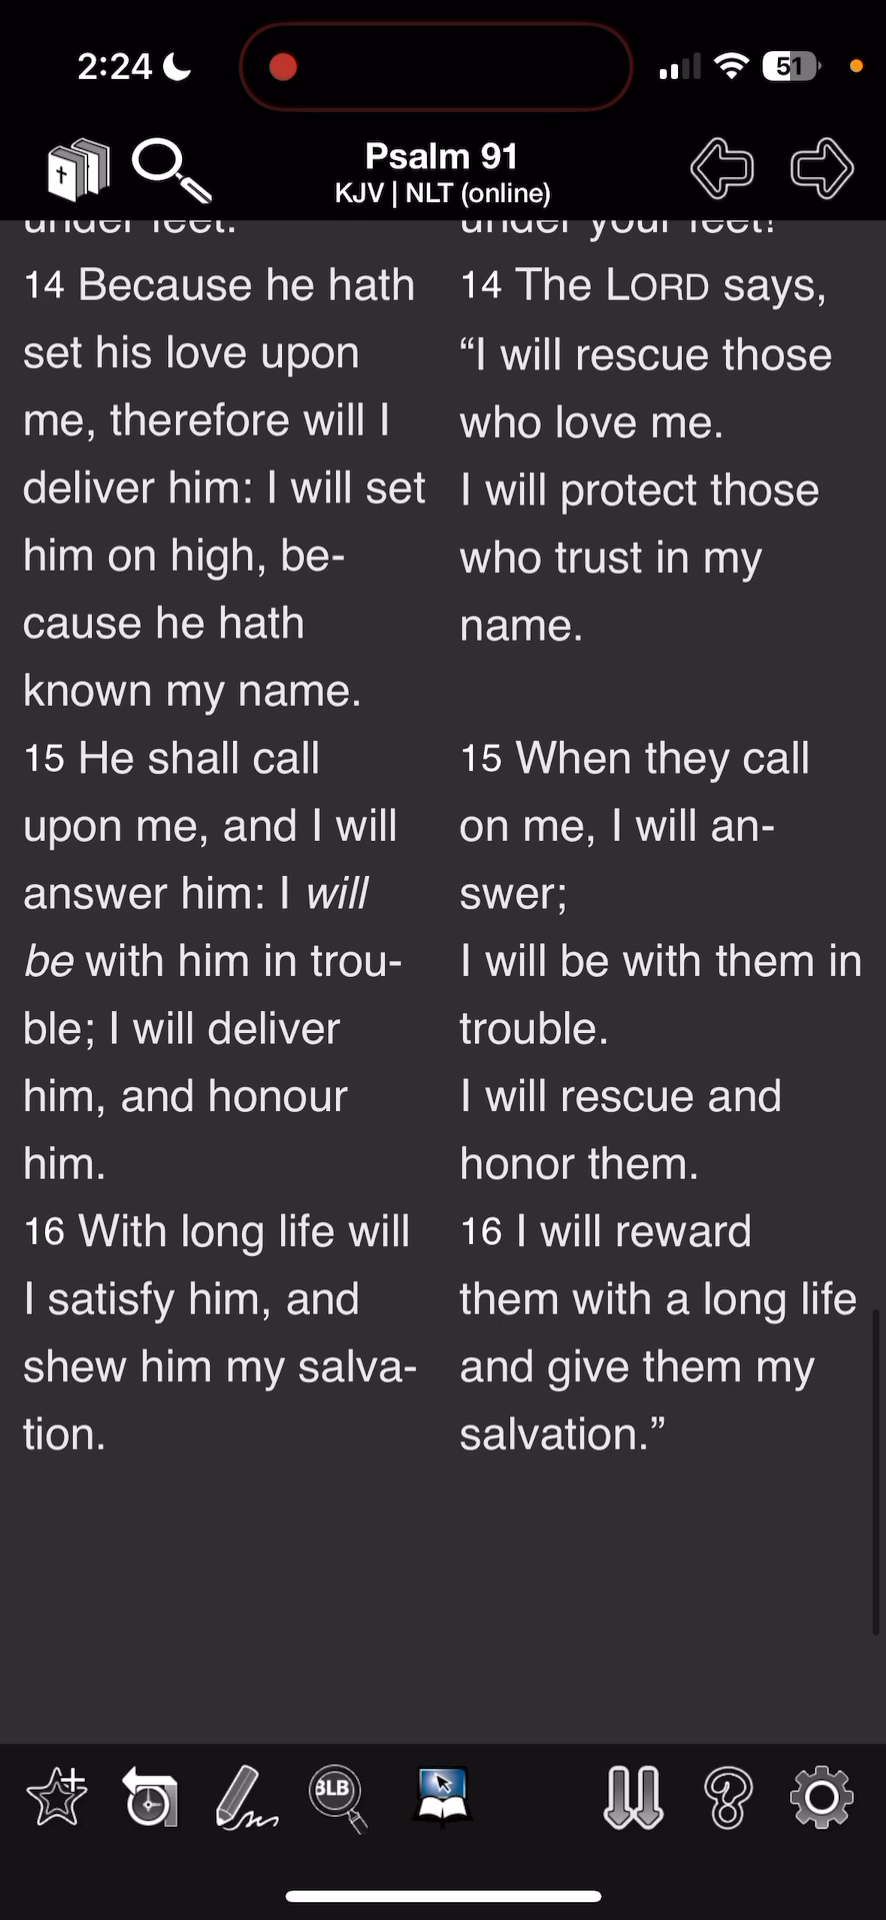 2:24
51
Psalm 91
KJV | NLT (online)
under feet.
14 Because he hath
set his love upon
me, therefore will I
deliver him: I will set
him on high, be-
cause he hath
known my name.
15 He shall call
upon me, and I will
answer him: I will
be with him in trou-
ble; I will deliver
him, and honour
him.
16 With long life will
I satisfy him, and
shew him my salva-
tion.
under your feet!
14 The LORD says,
“I will rescue those
who love me.
I will protect those
who trust in my
name.
15 When they call
on me, I will an-
swer;
I will be with them in
trouble.
I will rescue and
honor them.
16 I will reward
them with a long life
and give them my
salvation.”
BLB